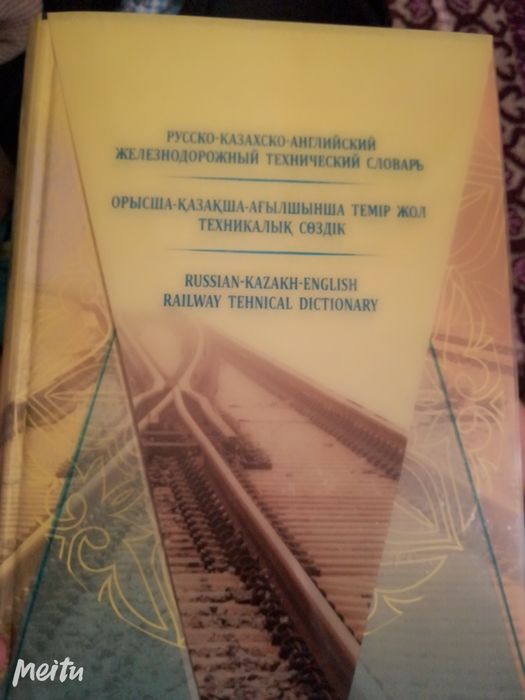 РУССКО-КАЗАХСКО-АНГЛИЙСКИЙ
ЖЕЛЕЗНОДОРОЖНЫЙ ТЕХНИЧЕСКИЙ СЛОВАРЬ
ОРЫСША-ҚАЗАҚША-АҒЫЛШЫНША ТЕМІР ЖОЛ
ТЕХНИКАЛЫҚ СӨЗДІК
RUSSIAN-KAZAKH-ENGLISH
RAILWAY TEHNICAL DICTIONARY
Meitu